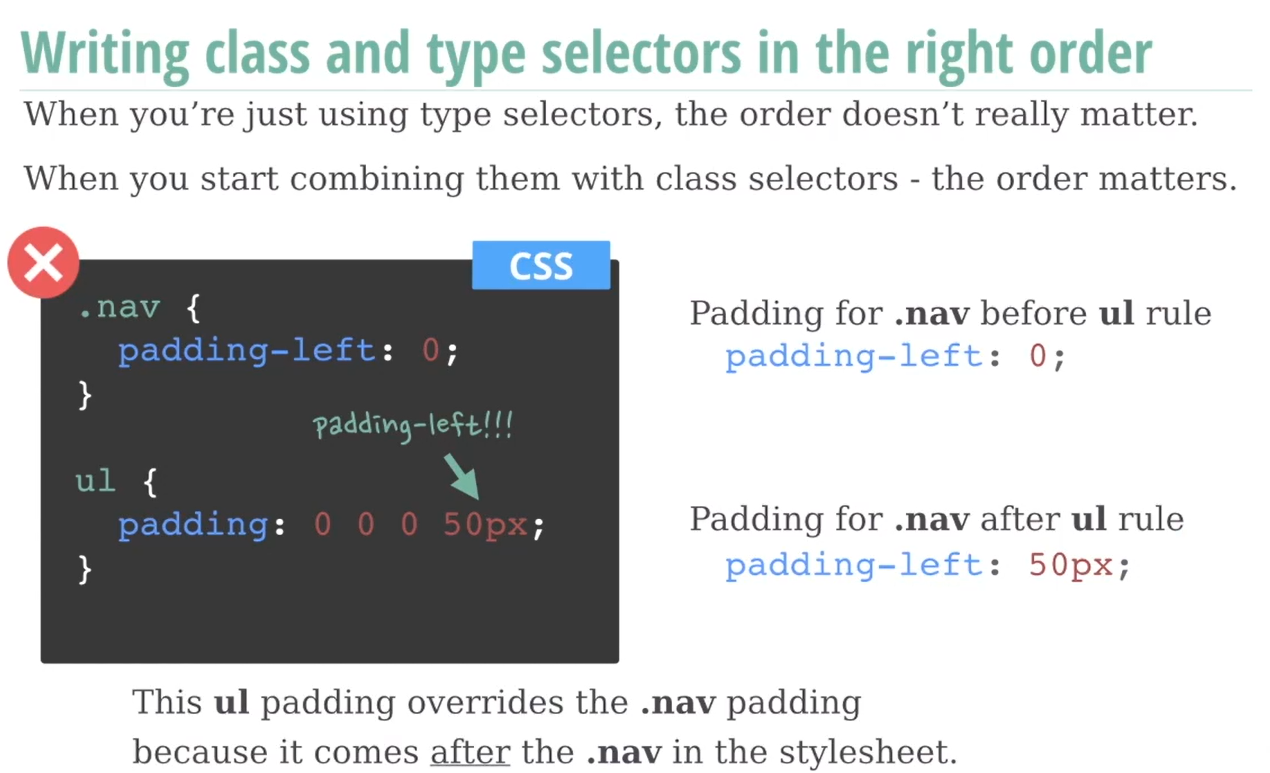 Writing class and type selectors in the right order
When you’re just using type selectors, the order doesn’t really matter.
When you start combining them with class selectors - the order matters.
CSS
.nav {
padding-left: 0;
}
padding-left!!!
ul {
padding: 0 0 0 50px;
}
Padding for .nav before ul rule
padding-left: 0;
Padding for .nav after ul rule
padding-left: 50px;
This ul padding overrides the .nav padding
because it comes after the .nav in the stylesheet.